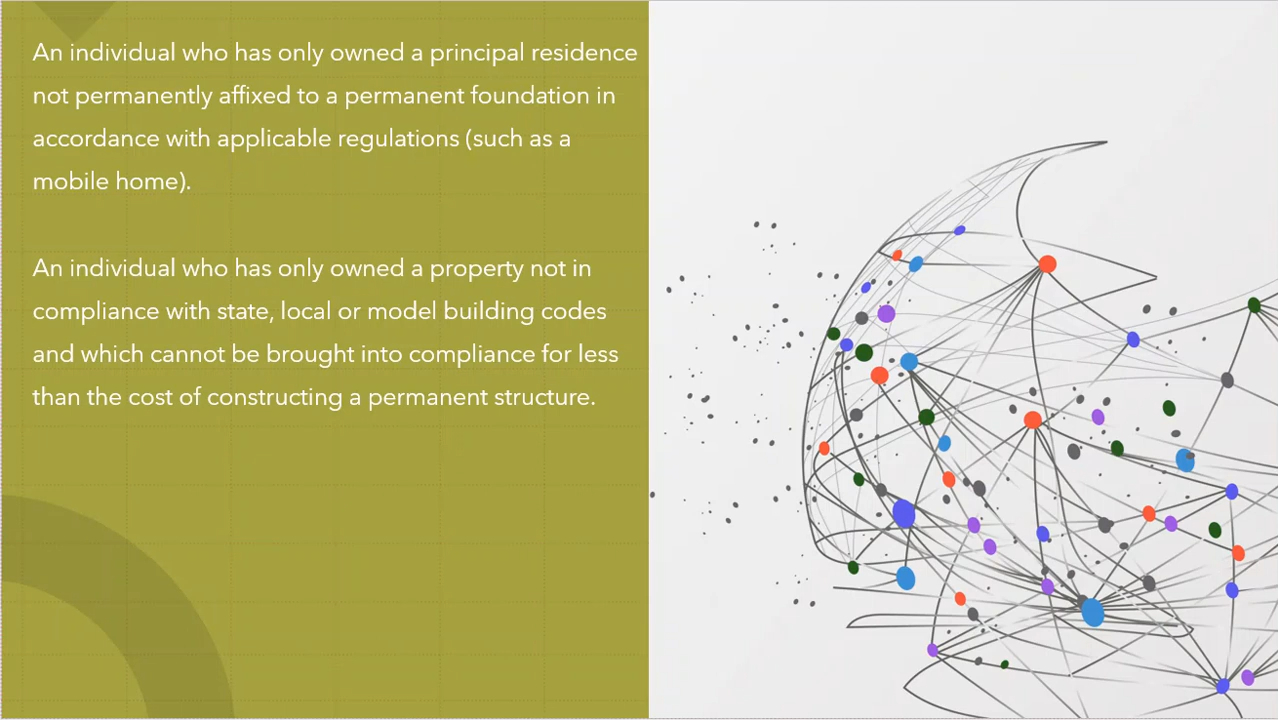 An individual who has only owned a principal residence
not permanently affixed to a permanent foundation in
accordance with applicable regulations (such as a
mobile home).
An individual who has only owned a property not in
compliance with state, local or model building codes
and which cannot be brought into compliance for less
than the cost of constructing a permanent structure.